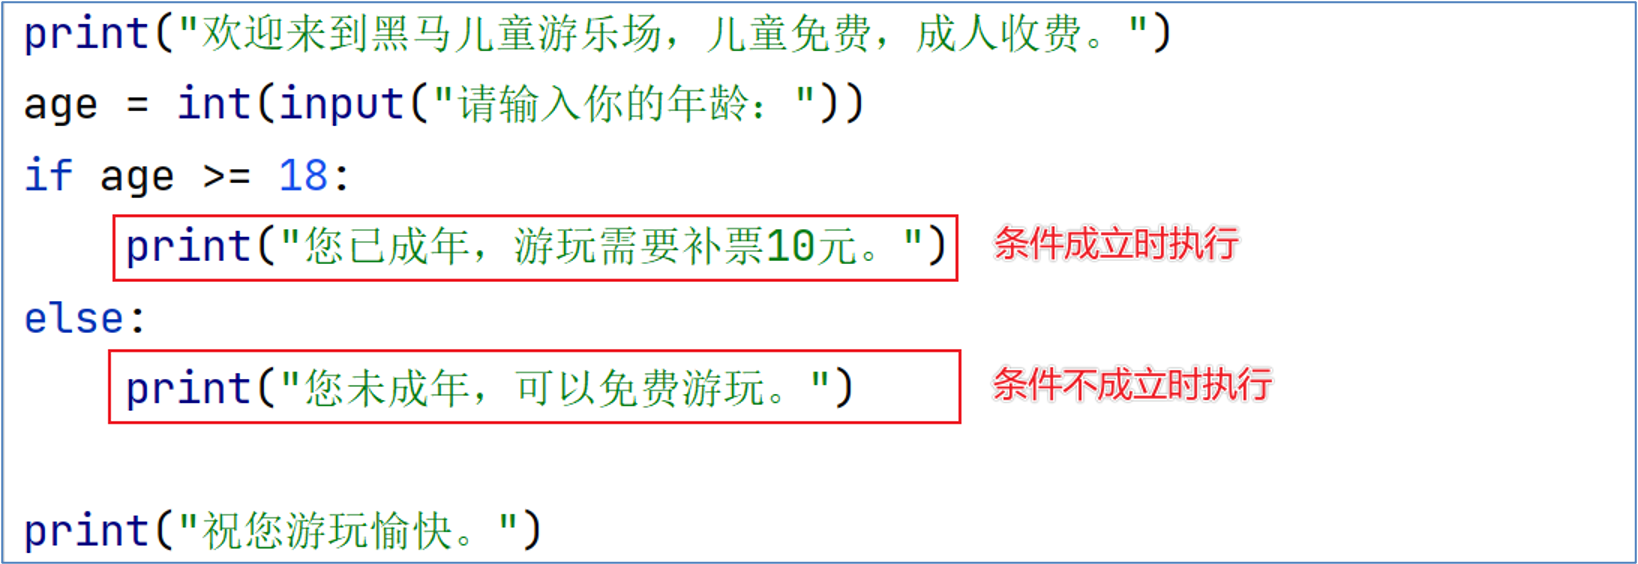 print("欢迎来到黑马儿童游乐场，儿童免费，成人收费。")
age = int(input("请输入你的年龄："))
if age >= 18:
    print("您已成年，游玩需要补票10元。") 条件成立时执行
else:
    print("您未成年，可以免费游玩。") 条件不成立时执行
print("祝您游玩愉快。")